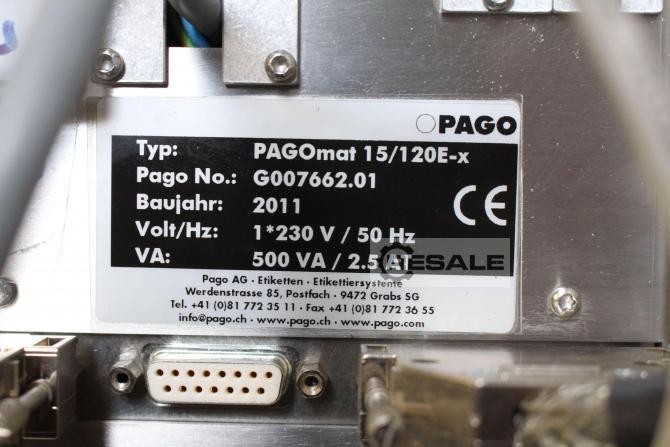 PAGO
Typ: PAGOmat 15/120E-x
Pago No.: G007662.01
Baujahr: 2011
Volt/Hz: 1*230 V / 50 Hz
VA: 500 VA / 2.5 AT
CE
GESALE
Pago AG · Etiketten · Etikettiersysteme
Werdenstrasse 85, Postfach · 9472 Grabs SG
Tel. +41 (0)81 772 35 11 · Fax +41 (0)81 772 36 55
info@pago.ch · www.pago.ch · www.pago.com